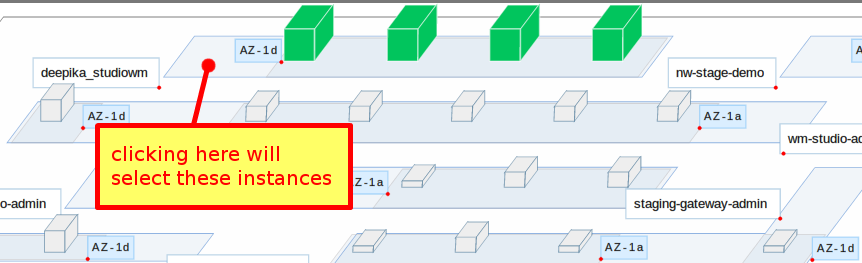 AZ-1d
A
deepika_studiowm
nw-stage-demo
AZ-1d
AZ-1a
clicking here will
select these instances
wm-studio-ad
Z-1a
o-admin
staging-gateway-admin
AZ-1d
AZ-1a
AZ-1d